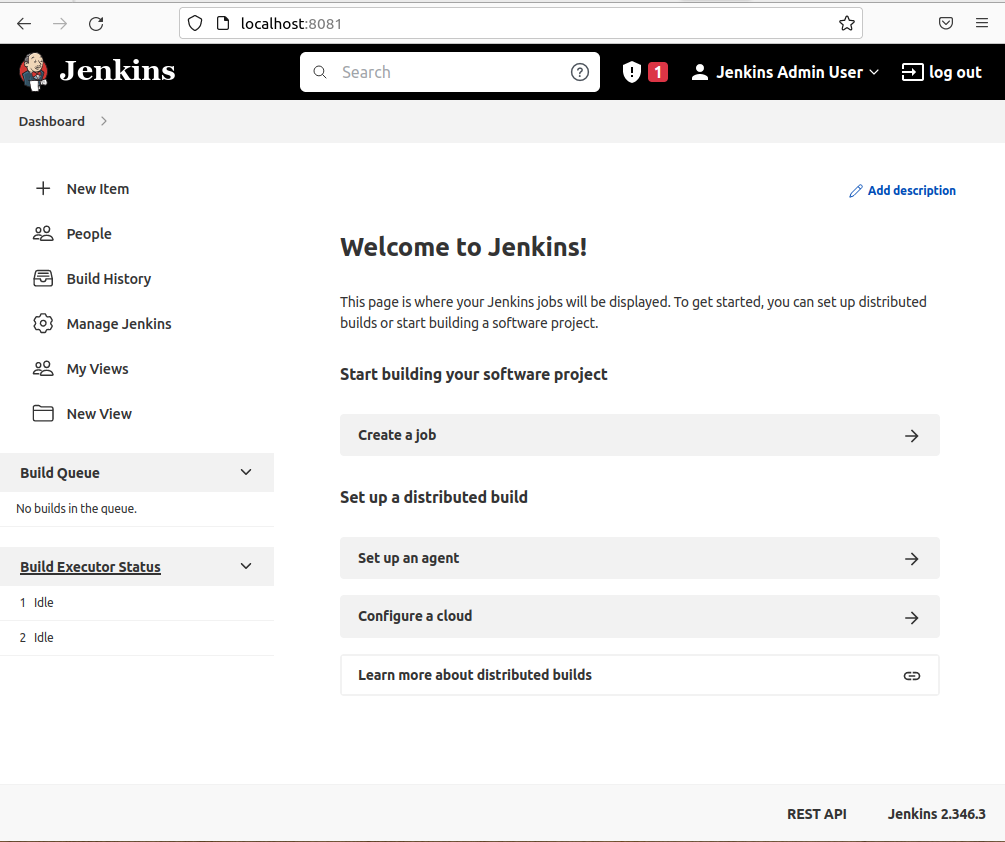 localhost:8081
Jenkins
Search
1
Jenkins Admin User
log out
Dashboard
New Item
People
Build History
Manage Jenkins
My Views
New View
Build Queue
No builds in the queue.
Build Executor Status
1 Idle
2 Idle
Add description
Welcome to Jenkins!
This page is where your Jenkins jobs will be displayed. To get started, you can set up distributed
builds or start building a software project.
Start building your software project
Create a job
Set up a distributed build
Set up an agent
Configure a cloud
Learn more about distributed builds
REST API
Jenkins 2.346.3